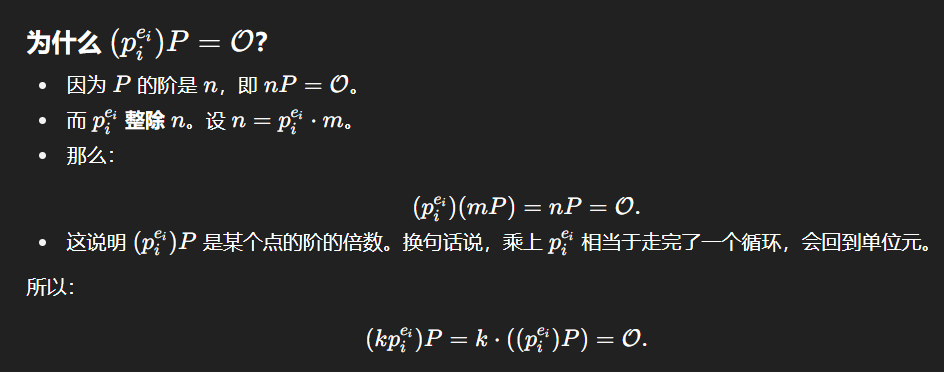 为什么 $(p_i^{e_i})P = \mathcal{O}$?
• 因为 $P$ 的阶是 $n$，即 $nP = \mathcal{O}$。
• 而 $p_i^{e_i}$ 整除 $n$。设 $n = p_i^{e_i} \cdot m$。
• 那么：
$(p_i^{e_i})(mP) = nP = \mathcal{O}.$
• 这说明 $(p_i^{e_i})P$ 是某个点的阶的倍数。换句话说，乘上 $p_i^{e_i}$ 相当于走完了一个循环，会回到单位元。
所以：
$(kp_i^{e_i})P = k \cdot ((p_i^{e_i})P) = \mathcal{O}.$